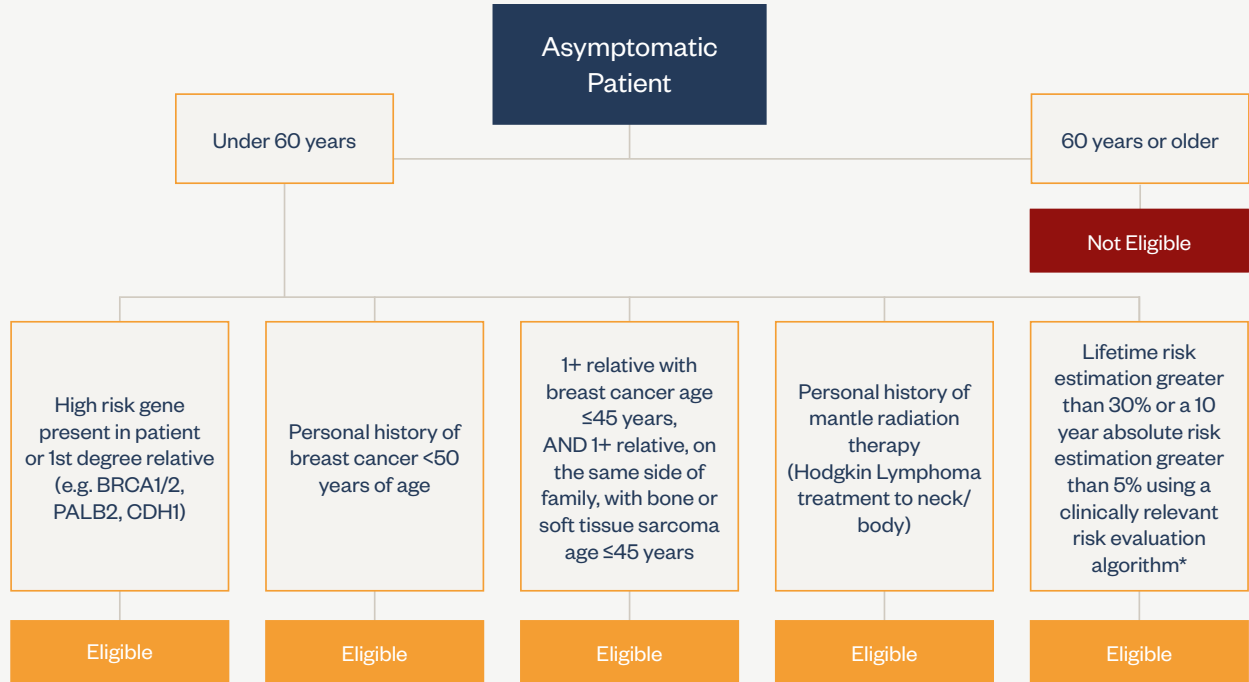 Asymptomatic
Patient
Under 60 years
60 years or older
Not Eligible
High risk gene
present in patient
or 1st degree relative
(e.g. BRCA1/2,
PALB2, CDH1)
Personal history of
breast cancer <50
years of age
1+ relative with
breast cancer age
≤45 years,
AND 1+ relative, on
the same side of
family, with bone or
soft tissue sarcoma
age ≤45 years
Personal history of
mantle radiation
therapy
(Hodgkin Lymphoma
treatment to neck/
body)
Lifetime risk
estimation greater
than 30% or a 10
year absolute risk
estimation greater
than 5% using a
clinically relevant
risk evaluation
algorithm*
Eligible
Eligible
Eligible
Eligible
Eligible